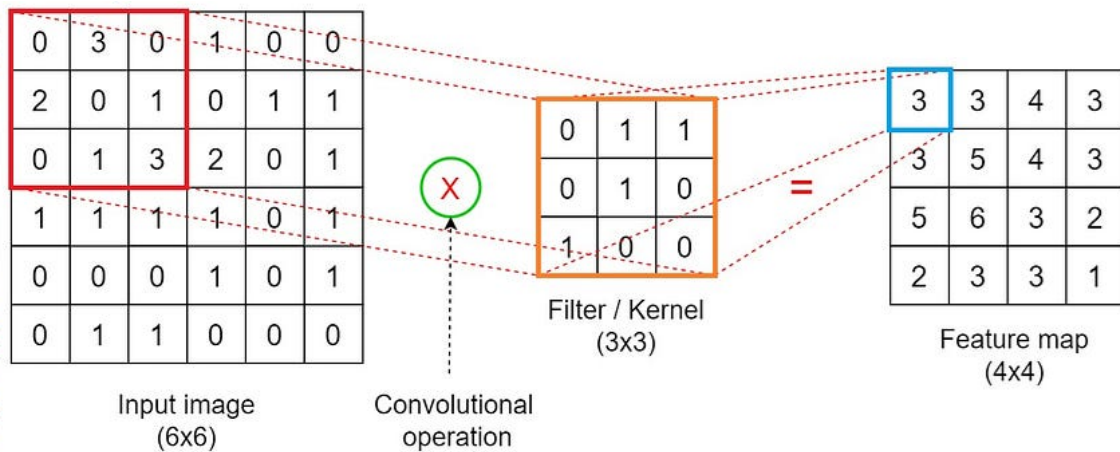 0 3 0 1 0 0
2 0 1 0 1 1
0 1 3 2 0 1
1 1 1 1 0 1
0 0 0 1 0 1
0 1 1 0 0 0
Input image
(6x6)
X
Convolutional
operation
0 1 1
0 1 0
1 0 0
Filter / Kernel
(3x3)
=
3 3 4 3
3 5 4 3
5 6 3 2
2 3 3 1
Feature map
(4x4)